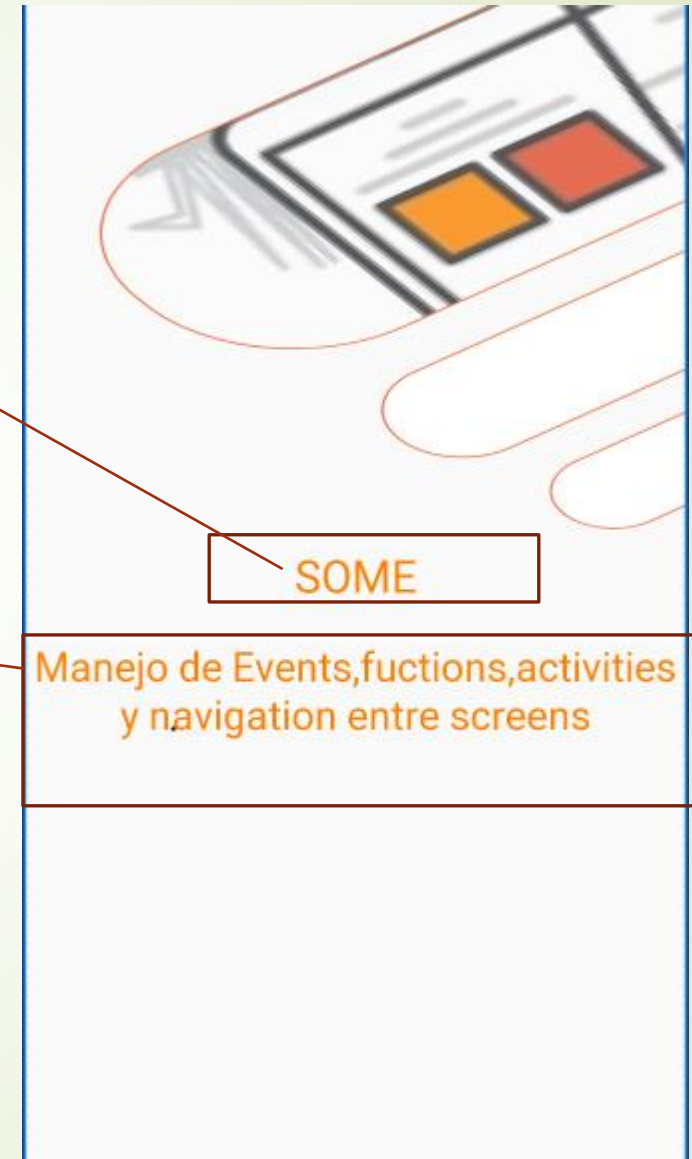 SOME
Manejo de Events,fuctions,activities
y navigation entre screens